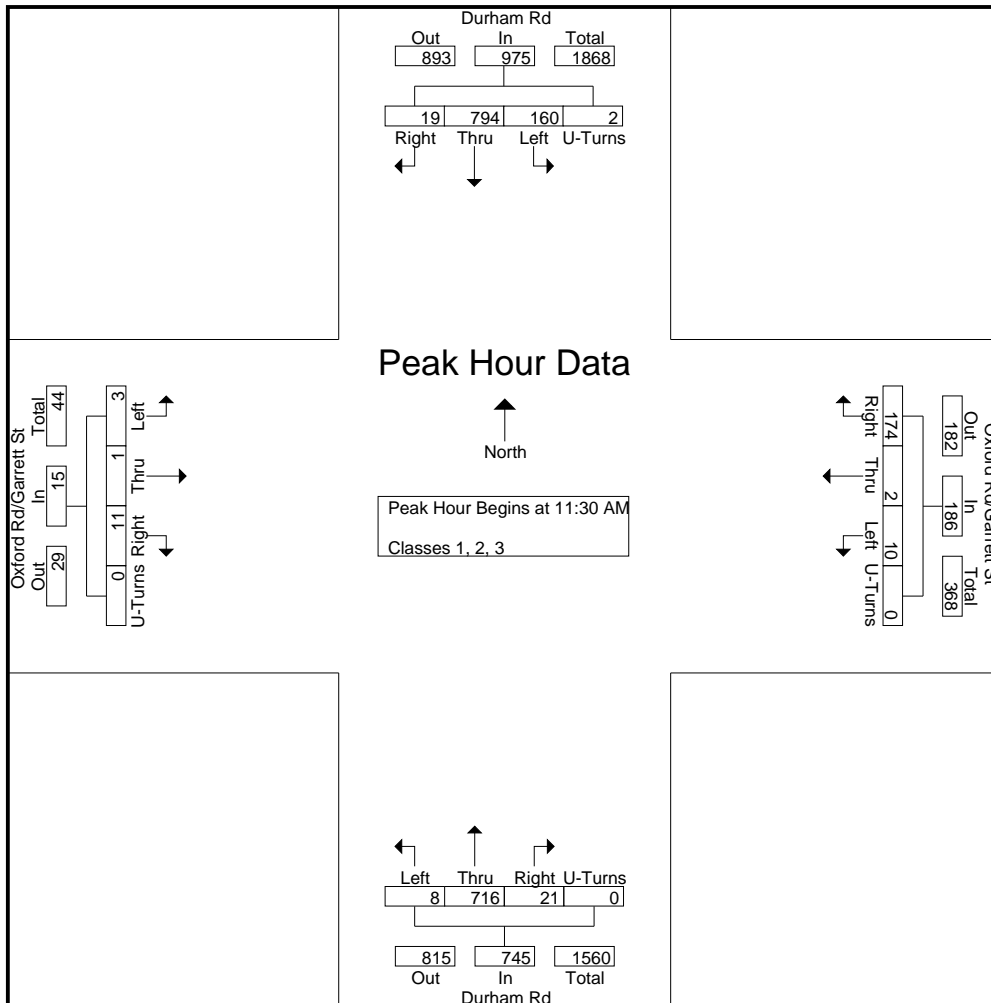 Durham Rd
Out In Total
893 975 1868
19 794 160 2
Right Thru Left U-Turns
Peak Hour Data
North
Peak Hour Begins at 11:30 AM
Classes 1, 2, 3
Oxford Rd/Garrett St
Total In Out
44 15 29
3 1 11 0
Left Thru Right U-Turns
Oxford Rd/Garrett St
Out In Total
182 186 368
174 2 10 0
Right Thru Left U-Turns
Left Thru Right U-Turns
8 716 21 0
815 745 1560
Out In Total
Durham Rd